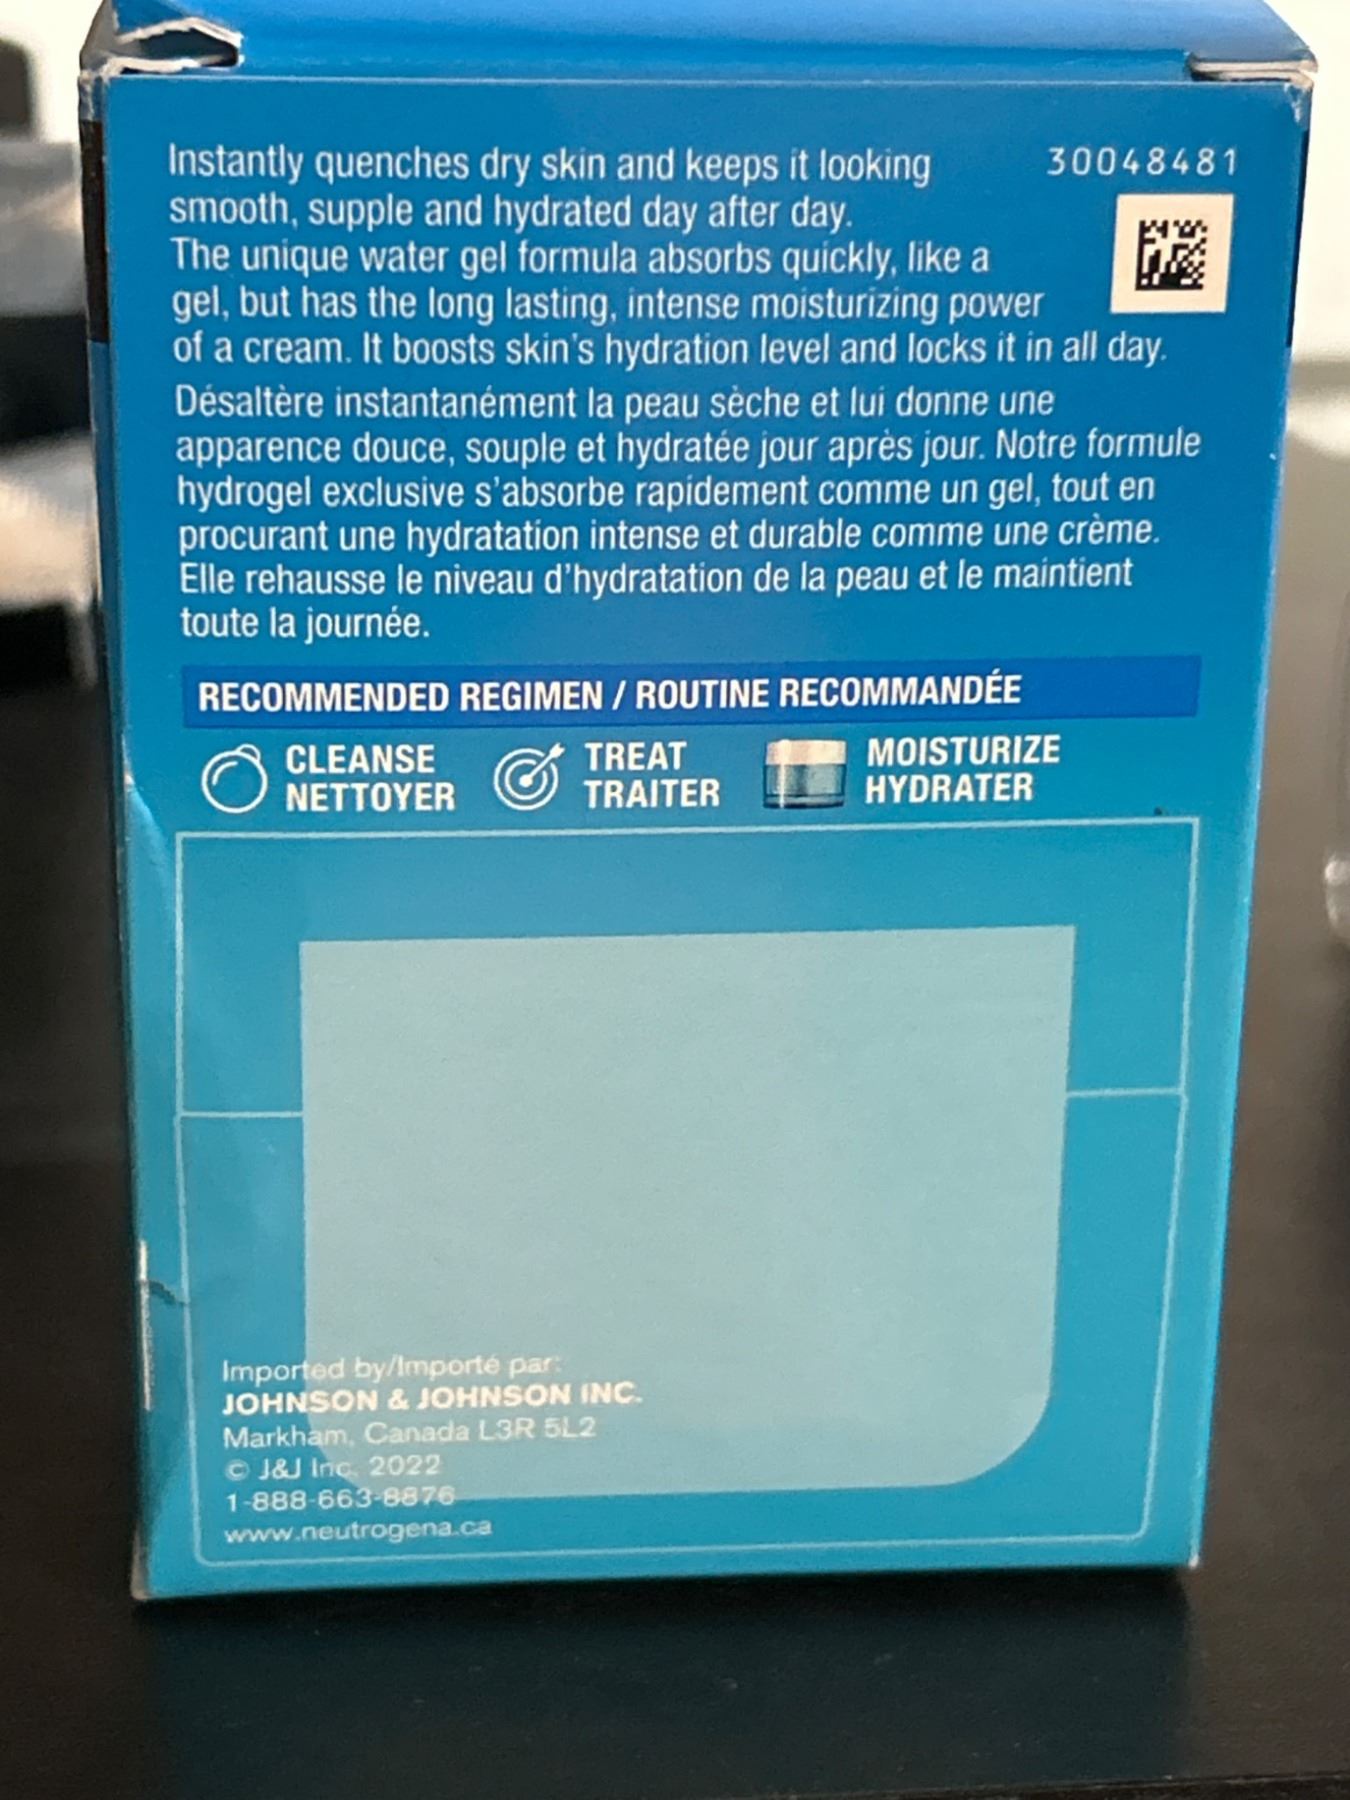 Instantly quenches dry skin and keeps it looking
smooth, supple and hydrated day after day.
The unique water gel formula absorbs quickly, like a
gel, but has the long lasting, intense moisturizing power
of a cream. It boosts skin's hydration level and locks it in all day.
30048481
Désaltère instantanément la peau sèche et lui donne une
apparence douce, souple et hydratée jour après jour. Notre formule
hydrogel exclusive s'absorbe rapidement comme un gel, tout en
procurant une hydratation intense et durable comme une crème.
Elle rehausse le niveau d'hydratation de la peau et le maintient
toute la journée.
RECOMMENDED REGIMEN / ROUTINE RECOMMANDÉE
CLEANSE
NETTOYER
TREAT
TRAITER
MOISTURIZE
HYDRATER
Imported by/Importé par:
JOHNSON & JOHNSON INC.
Markham, Canada L3R 5L2
© J&J Inc. 2022
1-888-663-8876
www.neutrogena.ca